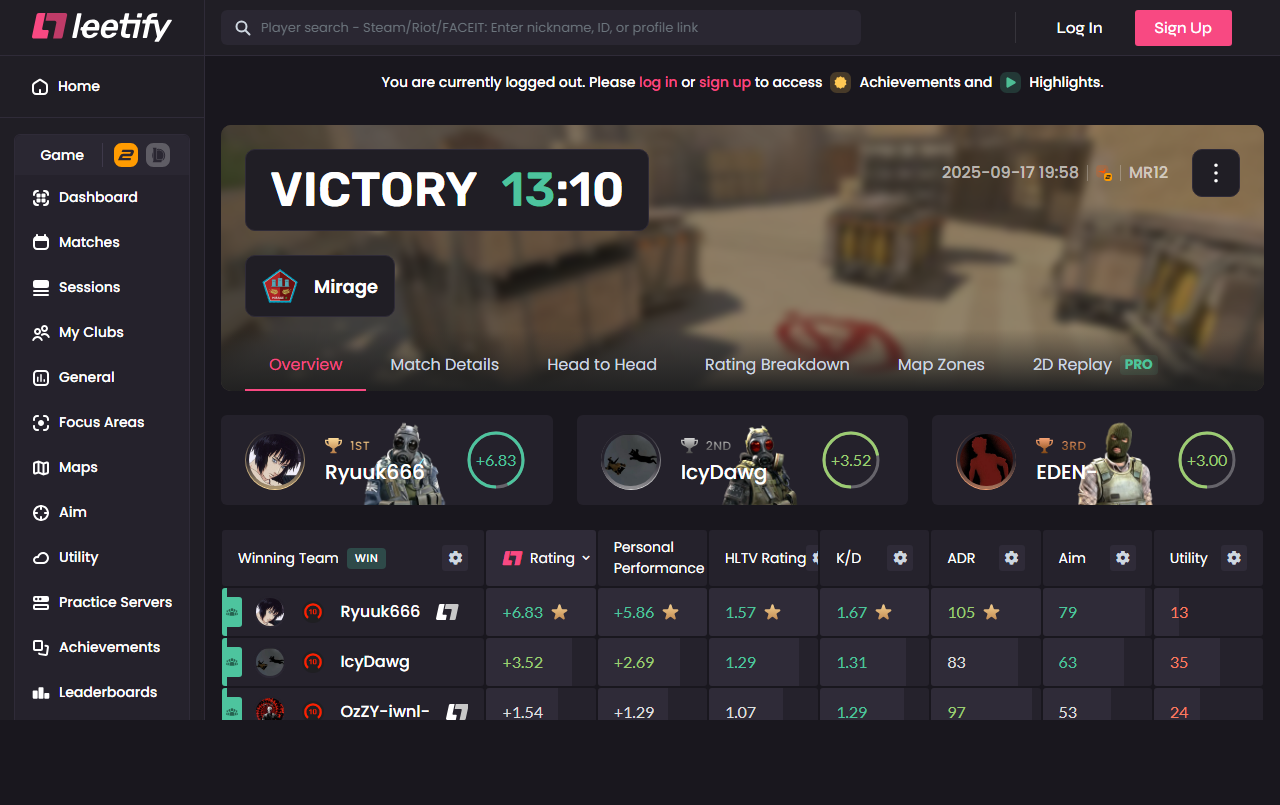 leetify
Player search - Steam/Riot/FACEIT: Enter nickname, ID, or profile link
Log In
Sign Up
Home
You are currently logged out. Please log in or sign up to access Achievements and Highlights.
Game
Dashboard
Matches
Sessions
My Clubs
General
Focus Areas
Maps
Aim
Utility
Practice Servers
Achievements
Leaderboards
VICTORY 13:10
2025-09-17 19:58 MR12
Mirage
Overview Match Details Head to Head Rating Breakdown Map Zones 2D Replay PRO
1ST
Ryuuk666
+6.83
2ND
IcyDawg
+3.52
3RD
EDEN-
+3.00
Winning Team WIN Rating Personal Performance HLTV Rating K/D ADR Aim Utility
10 Ryuuk666 +6.83 +5.86 1.57 1.67 105 79 13
10 IcyDawg +3.52 +2.69 1.29 1.31 83 63 35
10 OzZY-iwnl- +1.54 +1.29 1.07 1.29 97 53 24